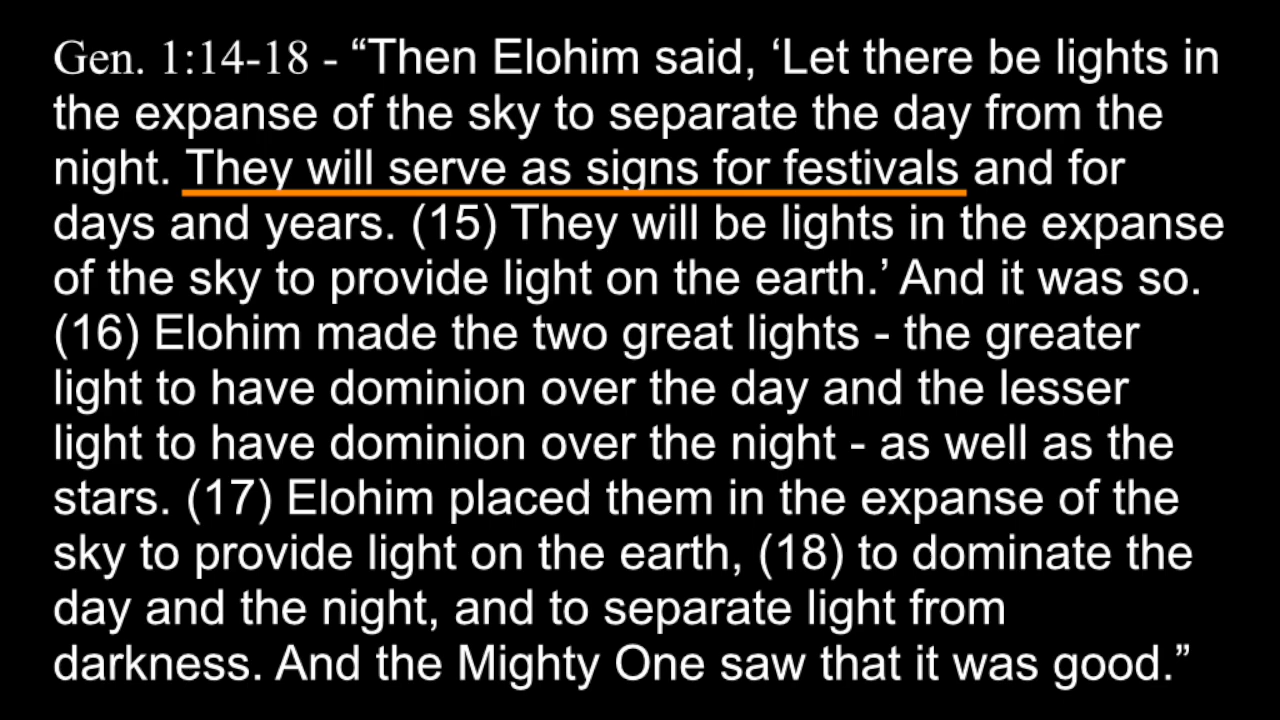 Gen. 1:14-18 - “Then Elohim said, ‘Let there be lights in
the expanse of the sky to separate the day from the
night. They will serve as signs for festivals and for
days and years. (15) They will be lights in the expanse
of the sky to provide light on the earth.’ And it was so.
(16) Elohim made the two great lights - the greater
light to have dominion over the day and the lesser
light to have dominion over the night - as well as the
stars. (17) Elohim placed them in the expanse of the
sky to provide light on the earth, (18) to dominate the
day and the night, and to separate light from
darkness. And the Mighty One saw that it was good.”